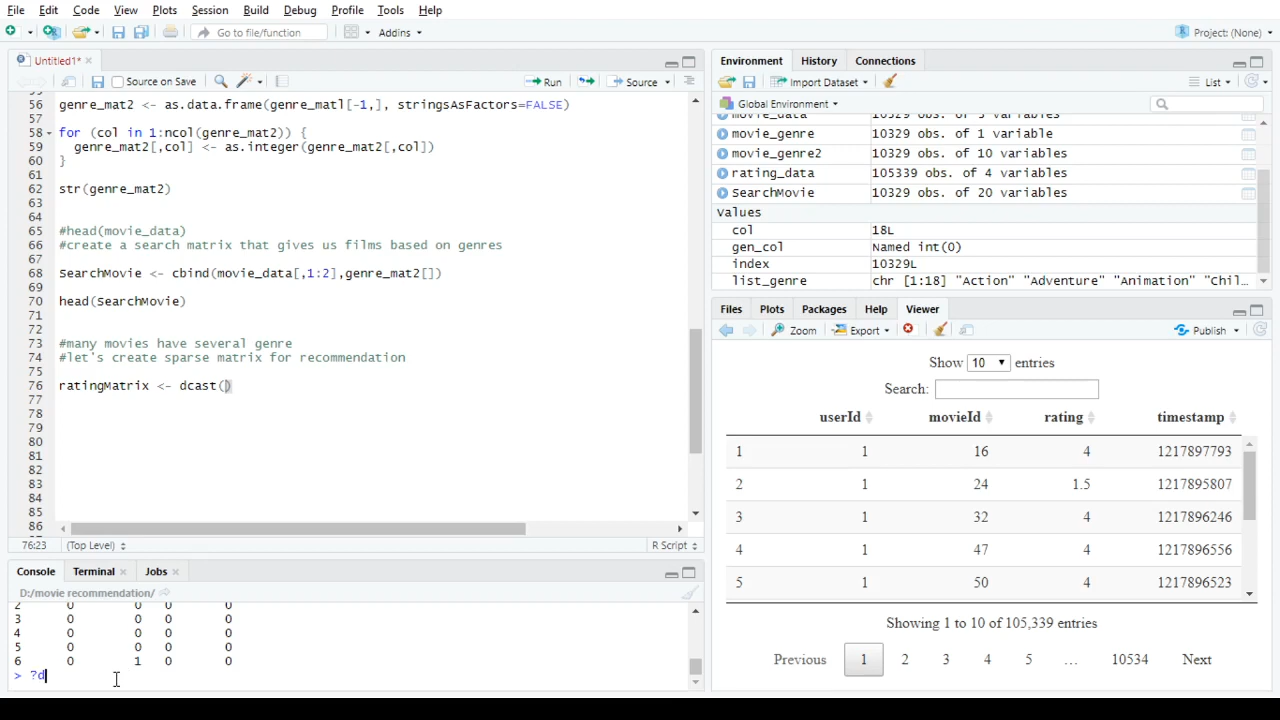 File Edit Code View Plots Session Build Debug Profile Tools Help
Go to file/function Addins Project: (None)
Untitled1*
Source on Save Run Source
56 genre_mat2 <- as.data.frame(genre_mat1[-1,], stringsAsFactors=FALSE)
57
58 for (col in 1:ncol(genre_mat2)) {
59 genre_mat2[,col] <- as.integer(genre_mat2[,col])
60 }
61
62 str(genre_mat2)
63
64
65 #head(movie_data)
66 #create a search matrix that gives us films based on genres
67
68 SearchMovie <- cbind(movie_data[,1:2],genre_mat2[])
69
70 head(SearchMovie)
71
72
73 #many movies have several genre
74 #let's create sparse matrix for recommendation
75
76 ratingMatrix <- dcast()
77
78
79
80
81
82
83
84
85
86
76:23 (Top Level) R Script
Console Terminal Jobs
D:/movie recommendation/
2 0 0 0 0
3 0 0 0 0
4 0 0 0 0
5 0 0 0 0
6 0 1 0 0
> ?d
Environment History Connections
Import Dataset List
Global Environment
movie_data 10329 obs. of 3 variables
movie_genre 10329 obs. of 1 variable
movie_genre2 10329 obs. of 10 variables
rating_data 105339 obs. of 4 variables
SearchMovie 10329 obs. of 20 variables
Values
col 18L
gen_col Named int(0)
index 10329L
list_genre chr [1:18] "Action" "Adventure" "Animation" "Chil…
Files Plots Packages Help Viewer
Zoom Export Publish
Show 10 entries
Search:
userId movieId rating timestamp
1 1 16 4 1217897793
2 1 24 1.5 1217895807
3 1 32 4 1217896246
4 1 47 4 1217896556
5 1 50 4 1217896523
Showing 1 to 10 of 105,339 entries
Previous 1 2 3 4 5 … 10534 Next